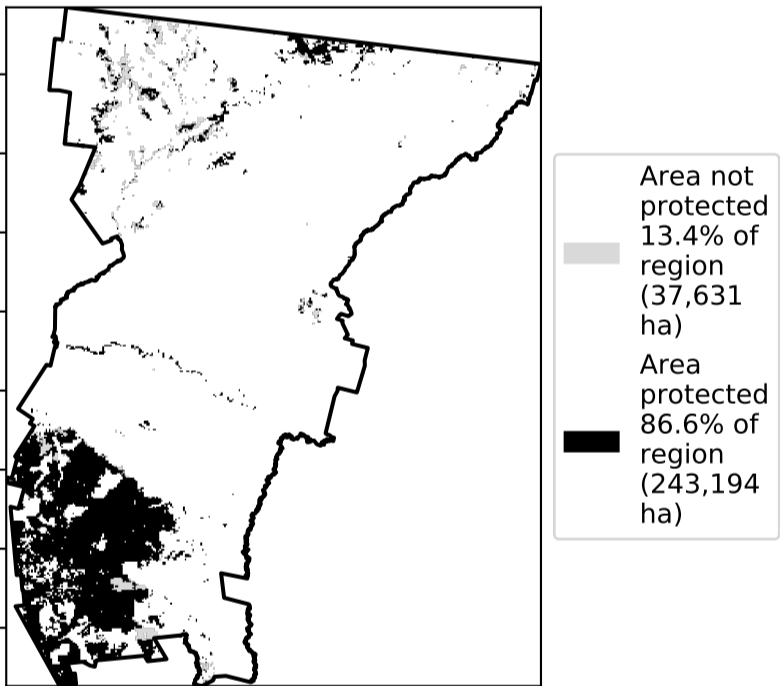 Area not
protected
13.4% of
region
(37,631
ha)
Area
protected
86.6% of
region
(243,194
ha)